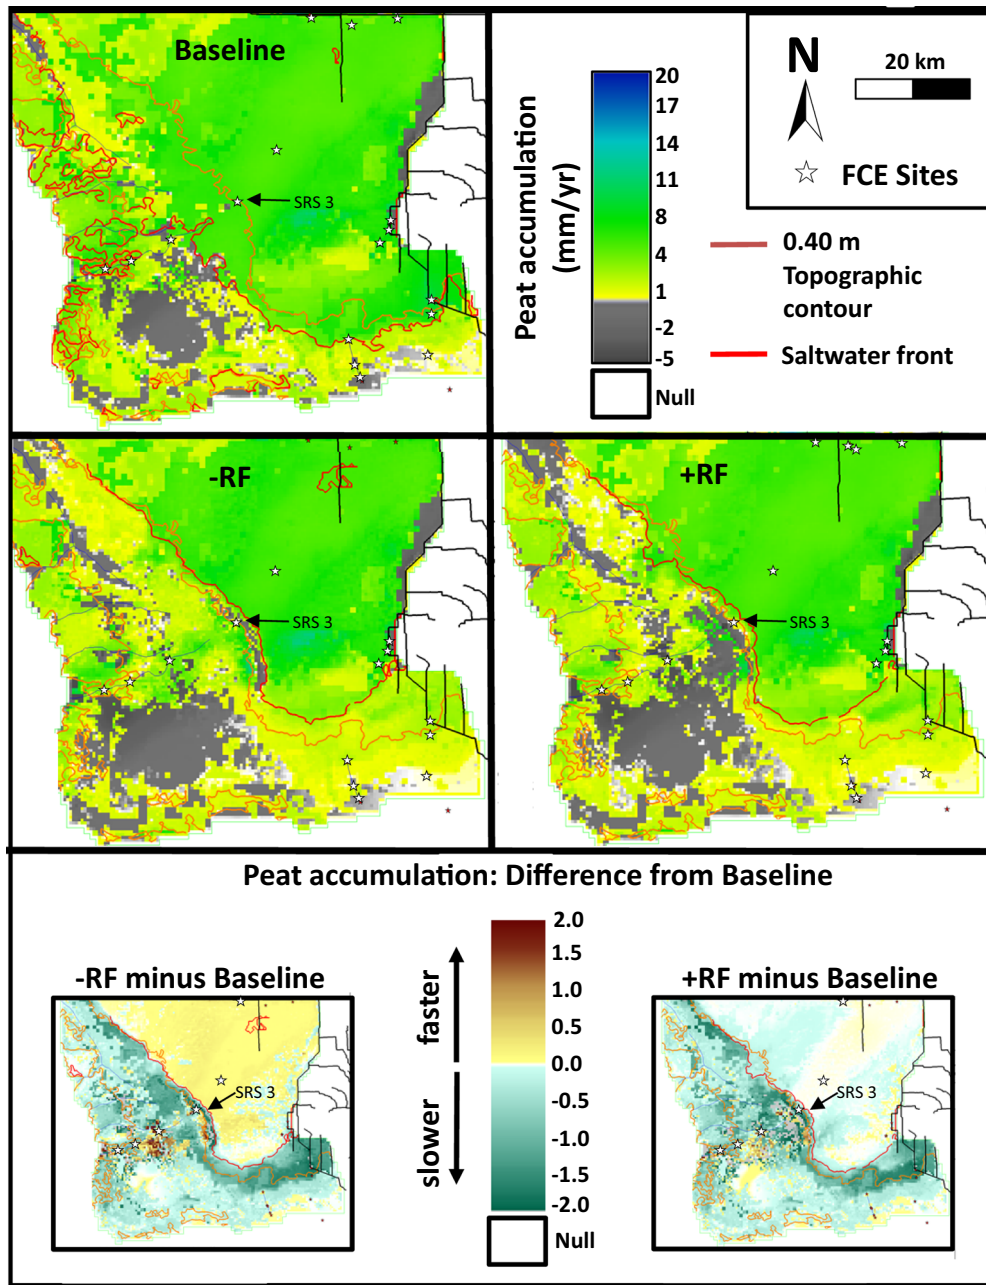 Baseline
SRS 3
Peat accumulation
(mm/yr)
20
17
14
11
8
4
1
-2
-5
Null
N
20 km
FCE Sites
0.40 m
Topographic
contour
Saltwater front
-RF
SRS 3
+RF
SRS 3
Peat accumulation: Difference from Baseline
-RF minus Baseline
SRS 3
faster
slower
2.0
1.5
1.0
0.5
0.0
-0.5
-1.0
-1.5
-2.0
Null
+RF minus Baseline
SRS 3